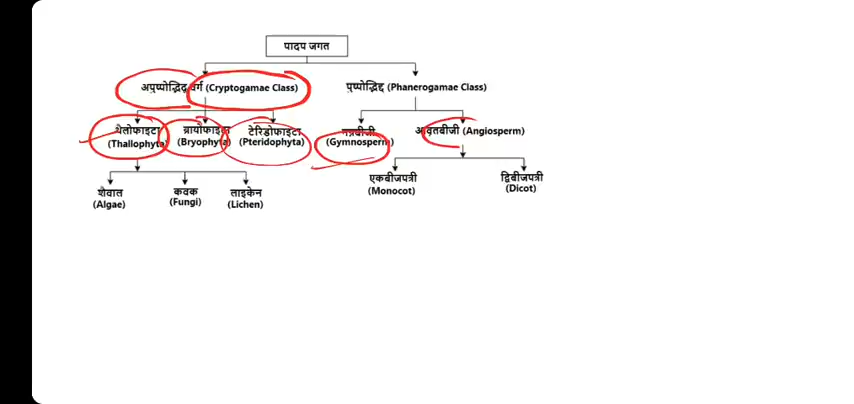 पादप जगत
अपुष्पोद्भिद् वर्ग (Cryptogamae Class)
पुष्पोद्भिद् (Phanerogamae Class)
थैलोफाइटा
(Thallophyta)
ब्रायोफाइटा
(Bryophyta)
टेरिडोफाइटा
(Pteridophyta)
नग्नबीजी
(Gymnosperm)
आवृतबीजी (Angiosperm)
शैवाल
(Algae)
कवक
(Fungi)
लाइकेन
(Lichen)
एकबीजपत्री
(Monocot)
द्विबीजपत्री
(Dicot)